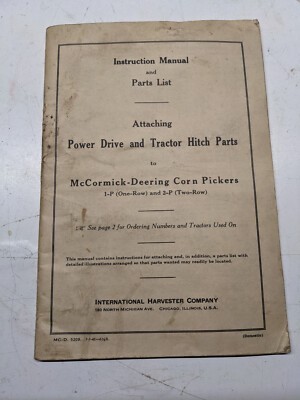 Instruction Manual
and
Parts List
Attaching
Power Drive and Tractor Hitch Parts
to
McCormick-Deering Corn Pickers
1-P (One-Row) and 2-P (Two-Row)
See page 2 for Ordering Numbers and Tractors Used On.
This manual contains instructions for attaching and, in addition, a parts list with
detailed illustrations arranged so that parts wanted may readily be located.
INTERNATIONAL HARVESTER COMPANY
180 NORTH MICHIGAN AVE. CHICAGO, ILLINOIS, U.S.A.